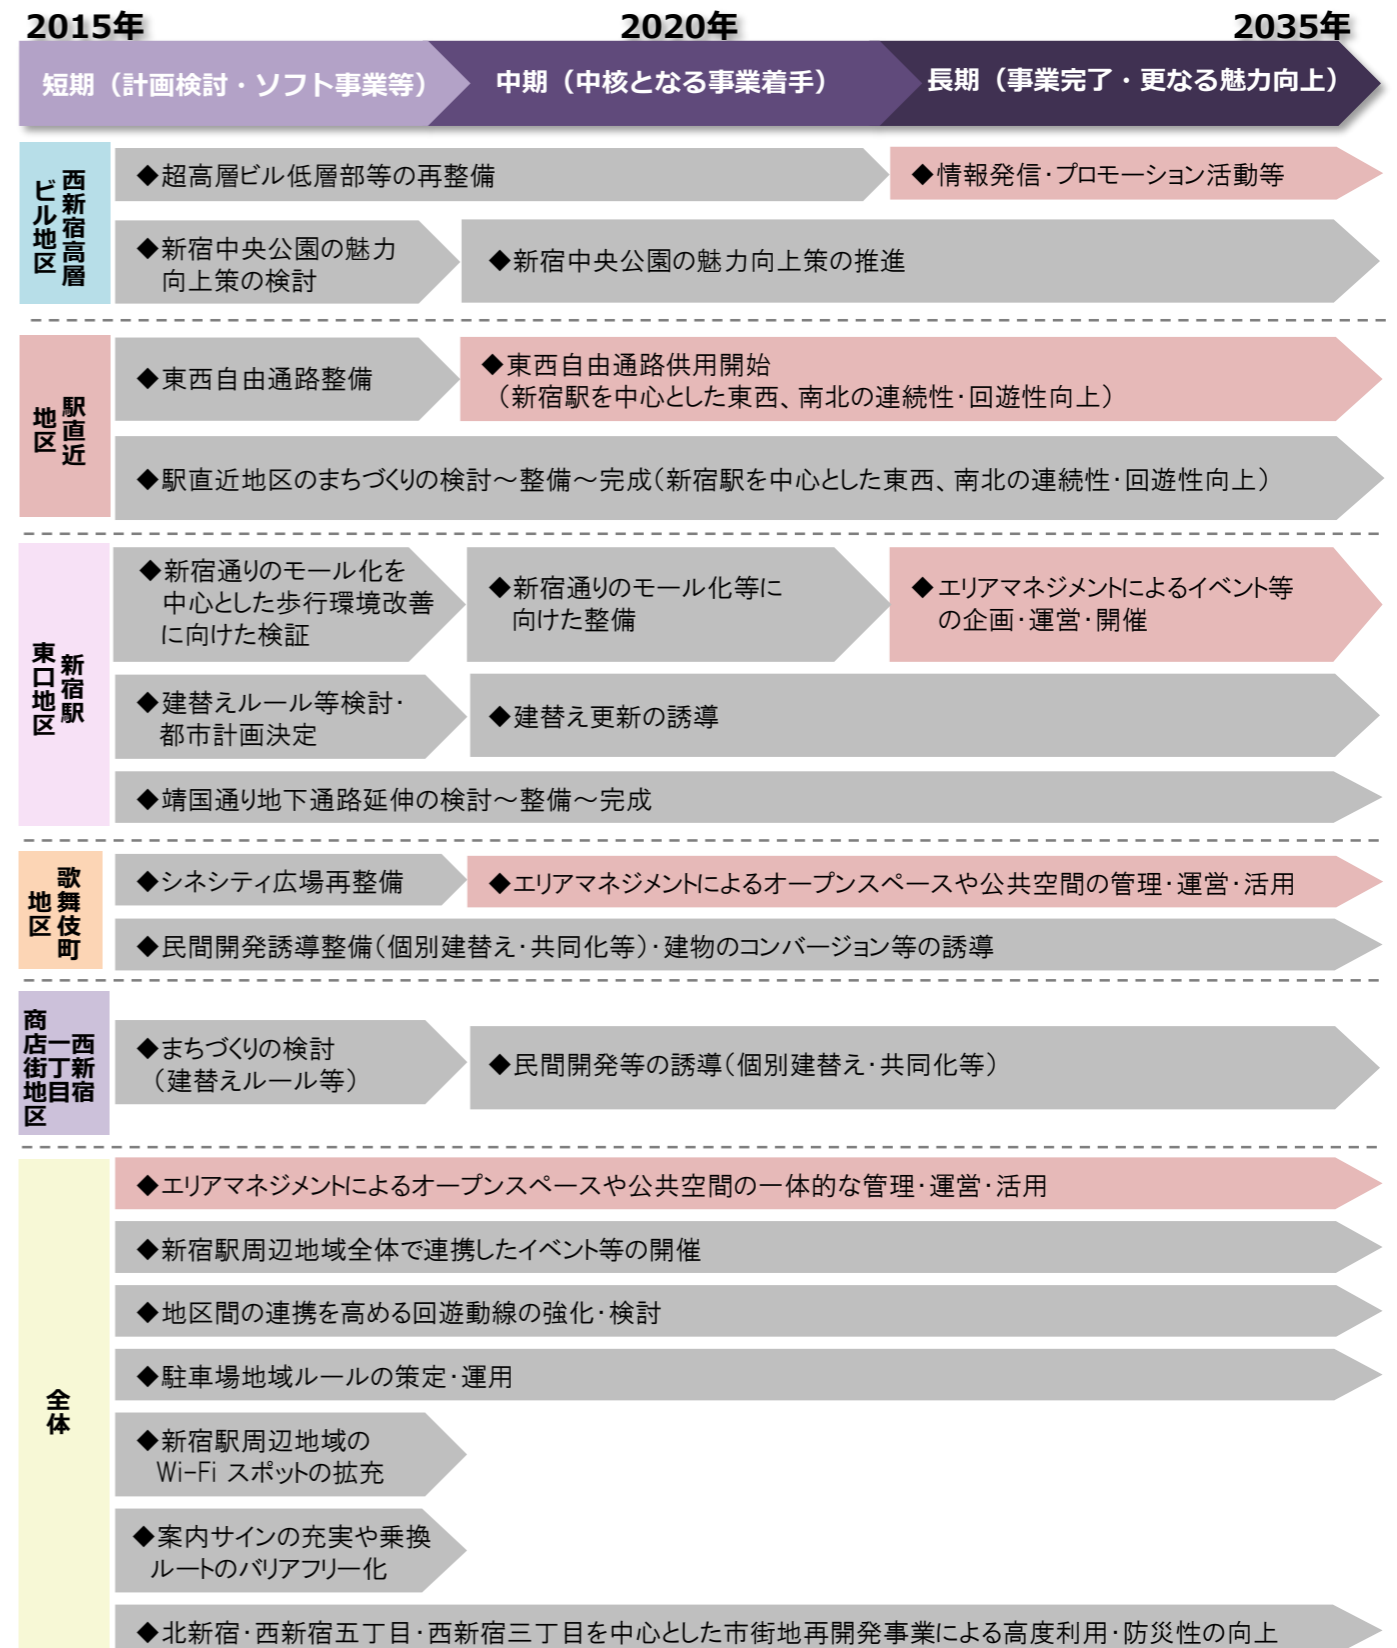 2015年
2020年
2035年
短期（計画検討・ソフト事業等）
中期（中核となる事業着手）
長期（事業完了・更なる魅力向上）
西新宿高層
ビル地区
◆超高層ビル低層部等の再整備
◆情報発信・プロモーション活動等
◆新宿中央公園の魅力
向上策の検討
◆新宿中央公園の魅力向上策の推進
駅直近
地区
◆東西自由通路整備
◆東西自由通路供用開始
（新宿駅を中心とした東西、南北の連続性・回遊性向上）
◆駅直近地区のまちづくりの検討～整備～完成（新宿駅を中心とした東西、南北の連続性・回遊性向上）
新宿駅
東口地区
◆新宿通りのモール化を
中心とした歩行環境改善
に向けた検証
◆新宿通りのモール化等に
向けた整備
◆エリアマネジメントによるイベント等
の企画・運営・開催
◆建替えルール等検討・
都市計画決定
◆建替え更新の誘導
◆靖国通り地下通路延伸の検討～整備～完成
歌舞伎町
地区
◆シネシティ広場再整備
◆エリアマネジメントによるオープンスペースや公共空間の管理・運営・活用
◆民間開発誘導整備（個別建替え・共同化等）・建物のコンバージョン等の誘導
西新宿
一丁目
商店街地区
◆まちづくりの検討
（建替えルール等）
◆民間開発等の誘導（個別建替え・共同化等）
全体
◆エリアマネジメントによるオープンスペースや公共空間の一体的な管理・運営・活用
◆新宿駅周辺地域全体で連携したイベント等の開催
◆地区間の連携を高める回遊動線の強化・検討
◆駐車場地域ルールの策定・運用
◆新宿駅周辺地域の
Wi-Fi スポットの拡充
◆案内サインの充実や乗換
ルートのバリアフリー化
◆北新宿・西新宿五丁目・西新宿三丁目を中心とした市街地再開発事業による高度利用・防災性の向上